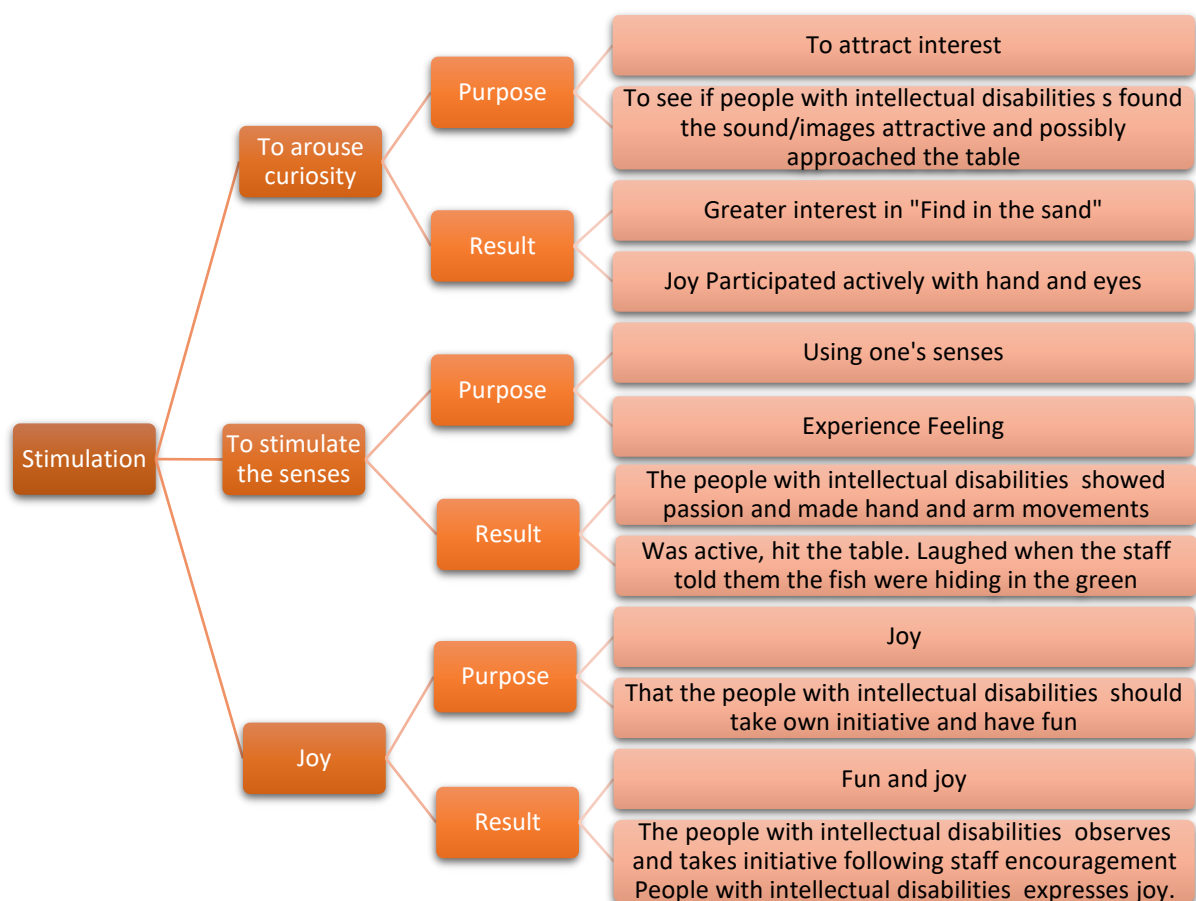 Stimulation
To arouse
curiosity
Purpose
To attract interest
To see if people with intellectual disabilities s found
the sound/images attractive and possibly
approached the table
Result
Greater interest in "Find in the sand"
Joy Participated actively with hand and eyes
To stimulate
the senses
Purpose
Using one's senses
Experience Feeling
Result
The people with intellectual disabilities showed
passion and made hand and arm movements
Was active, hit the table. Laughed when the staff
told them the fish were hiding in the green
Joy
Purpose
Joy
That the people with intellectual disabilities should
take own initiative and have fun
Result
Fun and joy
The people with intellectual disabilities observes
and takes initiative following staff encouragement
People with intellectual disabilities expresses joy.